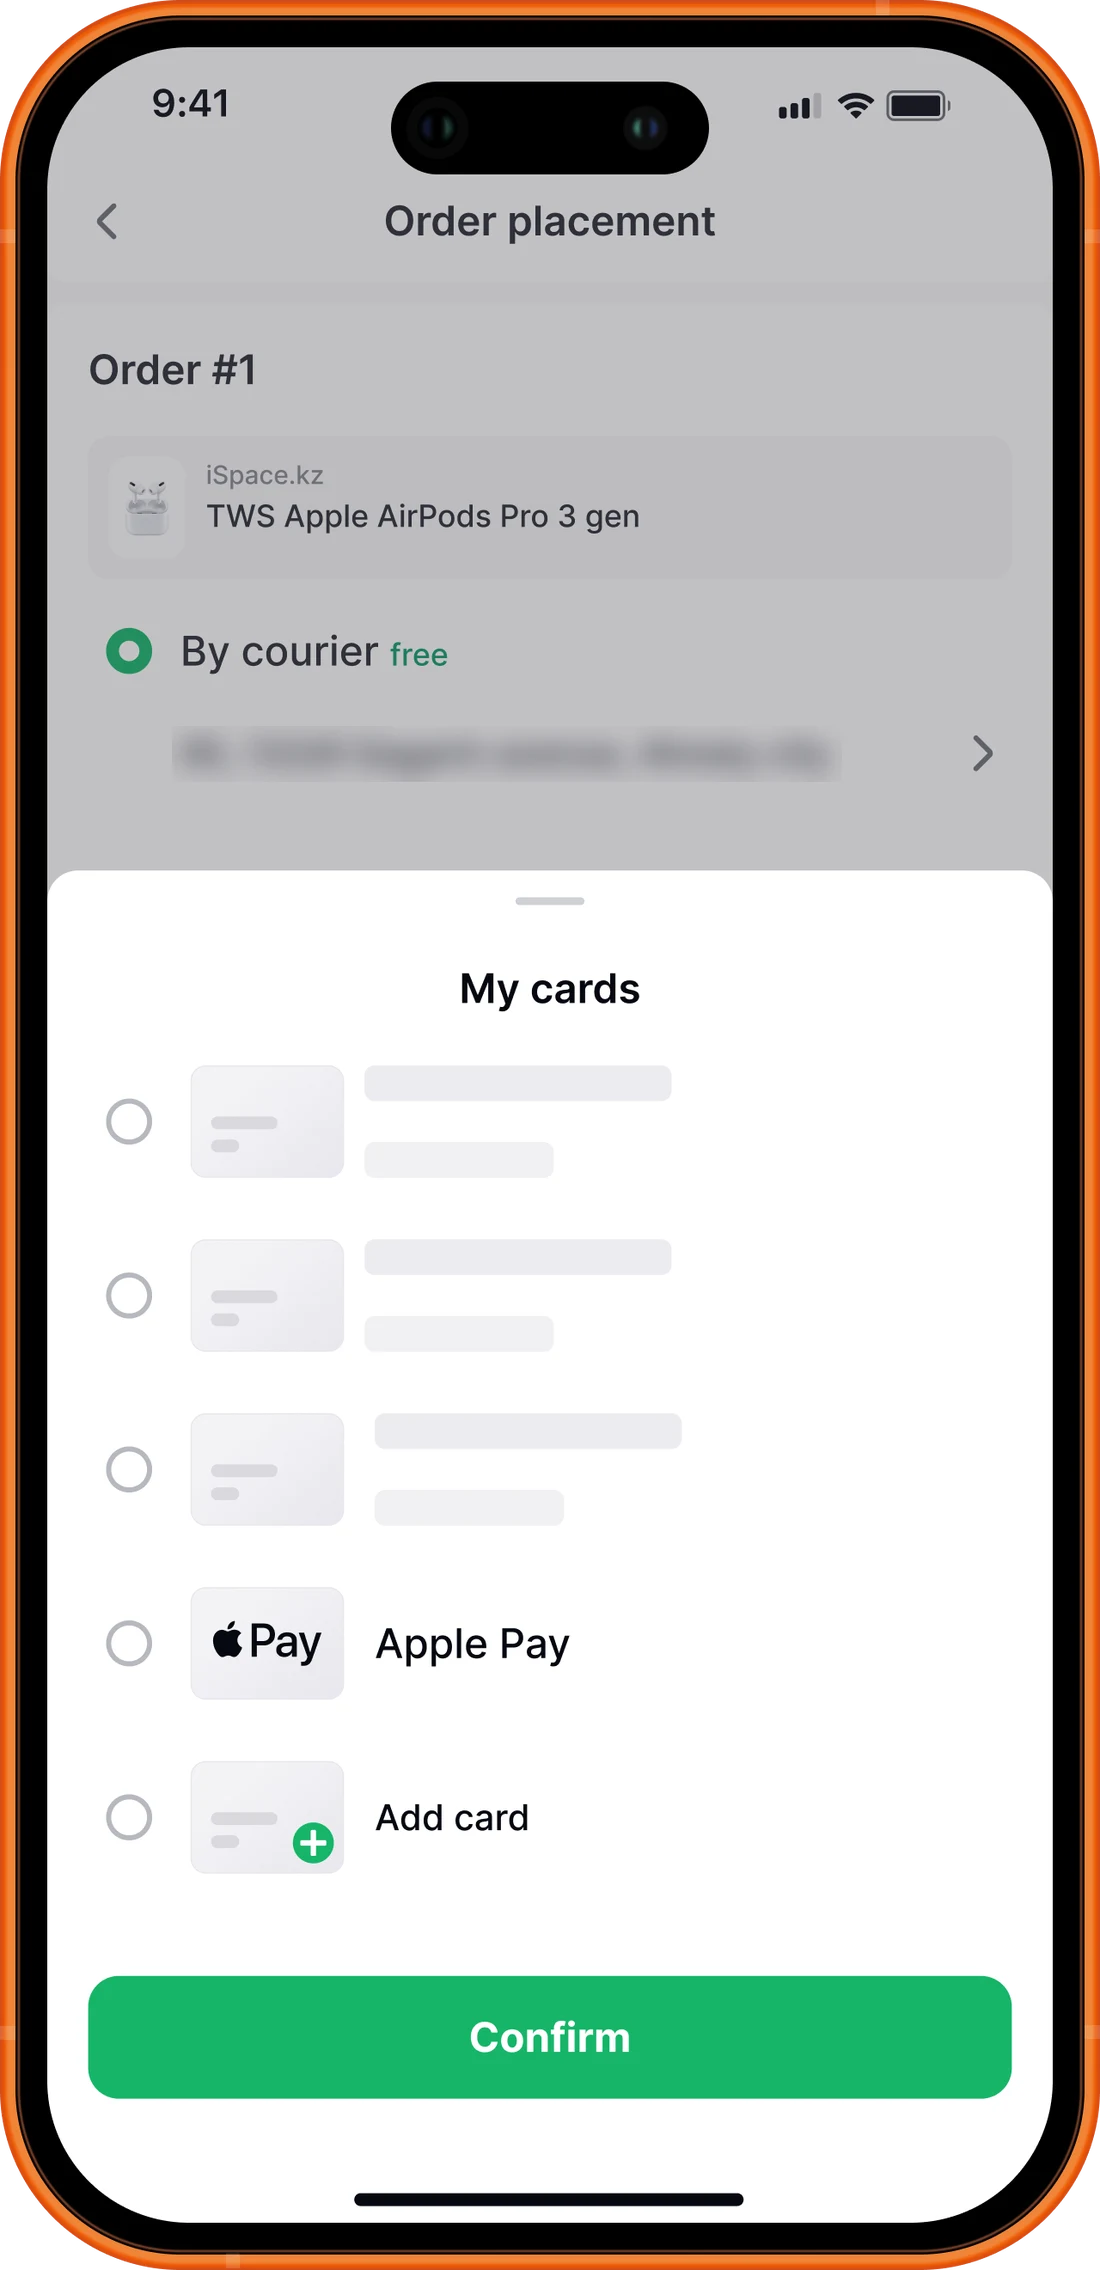 9:41
Order placement
Order #1
iSpace.kz
TWS Apple AirPods Pro 3 gen
By courier free
My cards
Pay Apple Pay
Add card
Confirm